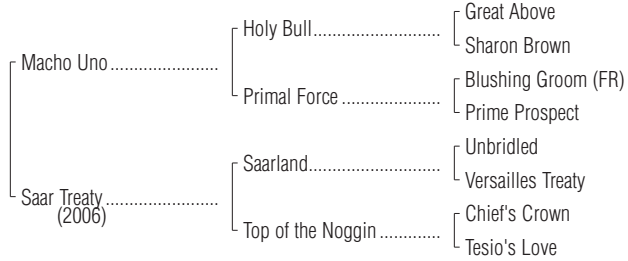 Great Above
Holy Bull
Sharon Brown
Macho Uno
Blushing Groom (FR)
Primal Force
Prime Prospect
Unbridled
Saarland
Versailles Treaty
Saar Treaty
(2006)
Chief's Crown
Top of the Noggin
Tesio's Love